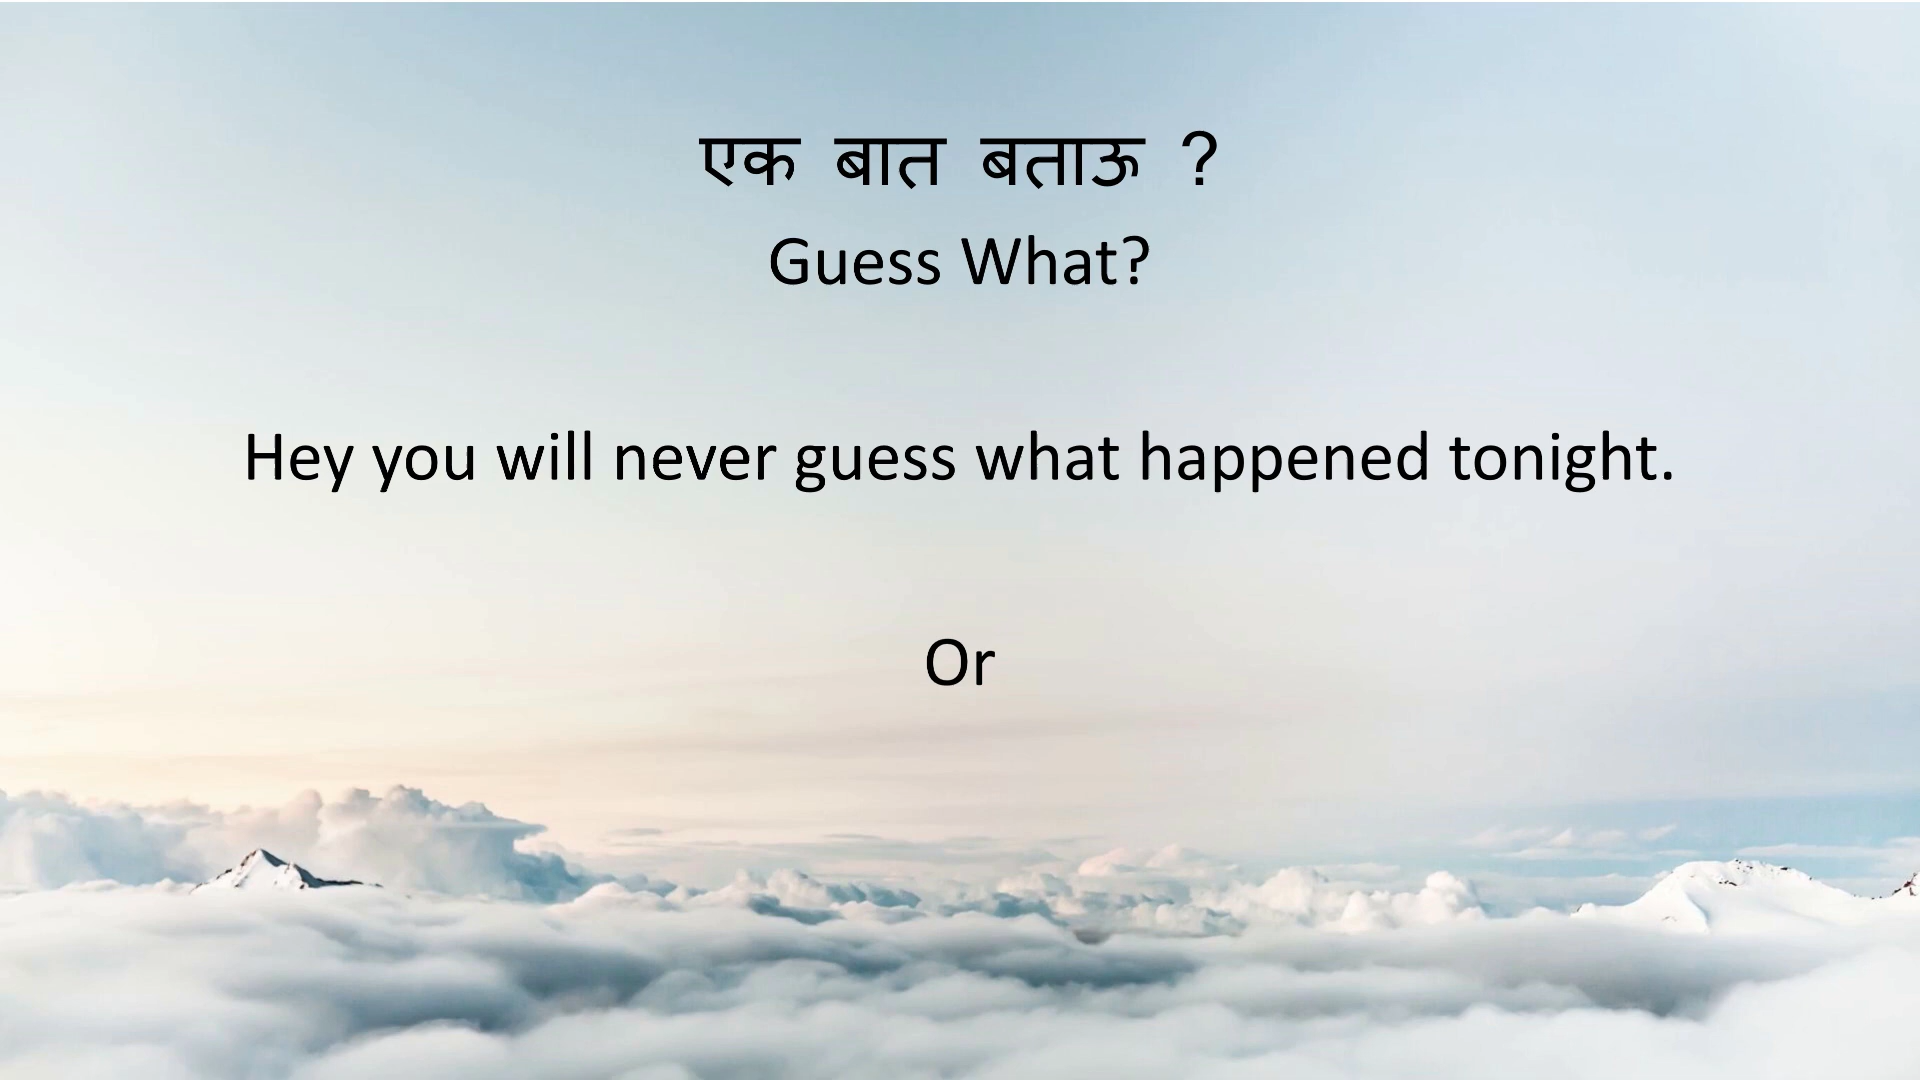 एक बात बताऊ ?
Guess What?
Hey you will never guess what happened tonight.
Or